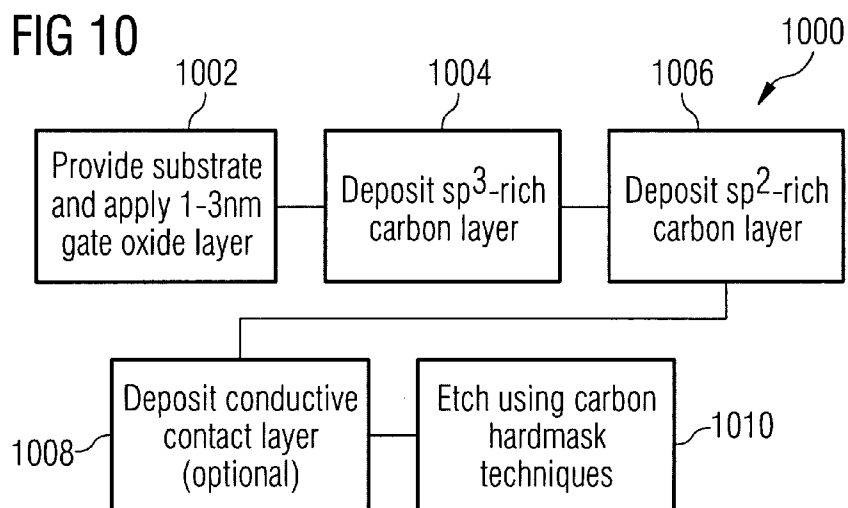 FIG 10
1000
1002
1004
1006
Provide substrate
and apply 1-3nm
gate oxide layer
Deposit sp³-rich
carbon layer
Deposit sp²-rich
carbon layer
1008
Deposit conductive
contact layer
(optional)
Etch using carbon
hardmask
techniques
1010